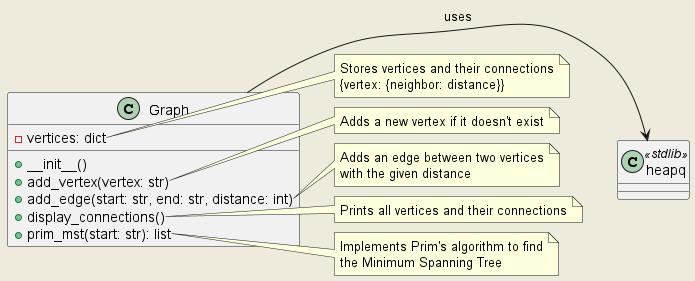 uses
Stores vertices and their connections
{vertex: {neighbor: distance}}
C Graph
vertices: dict
Adds a new vertex if it doesn't exist
__init__()
add_vertex(vertex: str)
add_edge(start: str, end: str, distance: int)
display_connections()
prim_mst(start: str): list
Adds an edge between two vertices
with the given distance
Prints all vertices and their connections
Implements Prim's algorithm to find
the Minimum Spanning Tree
C «stdlib»
heapq